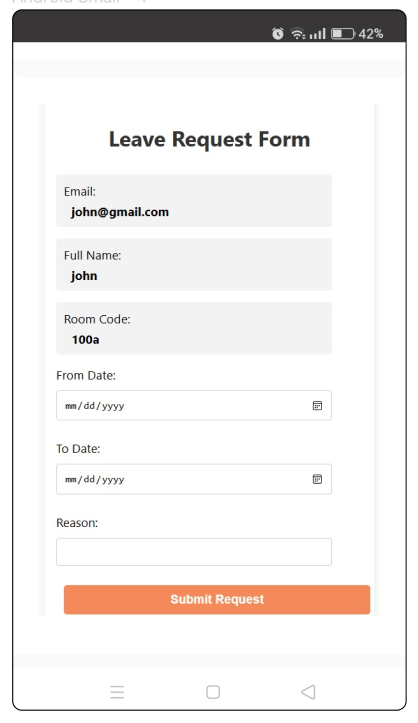 42%
Leave Request Form
Email:
john@gmail.com
Full Name:
john
Room Code:
100a
From Date:
mm/dd/yyyy
To Date:
mm/dd/yyyy
Reason:
Submit Request